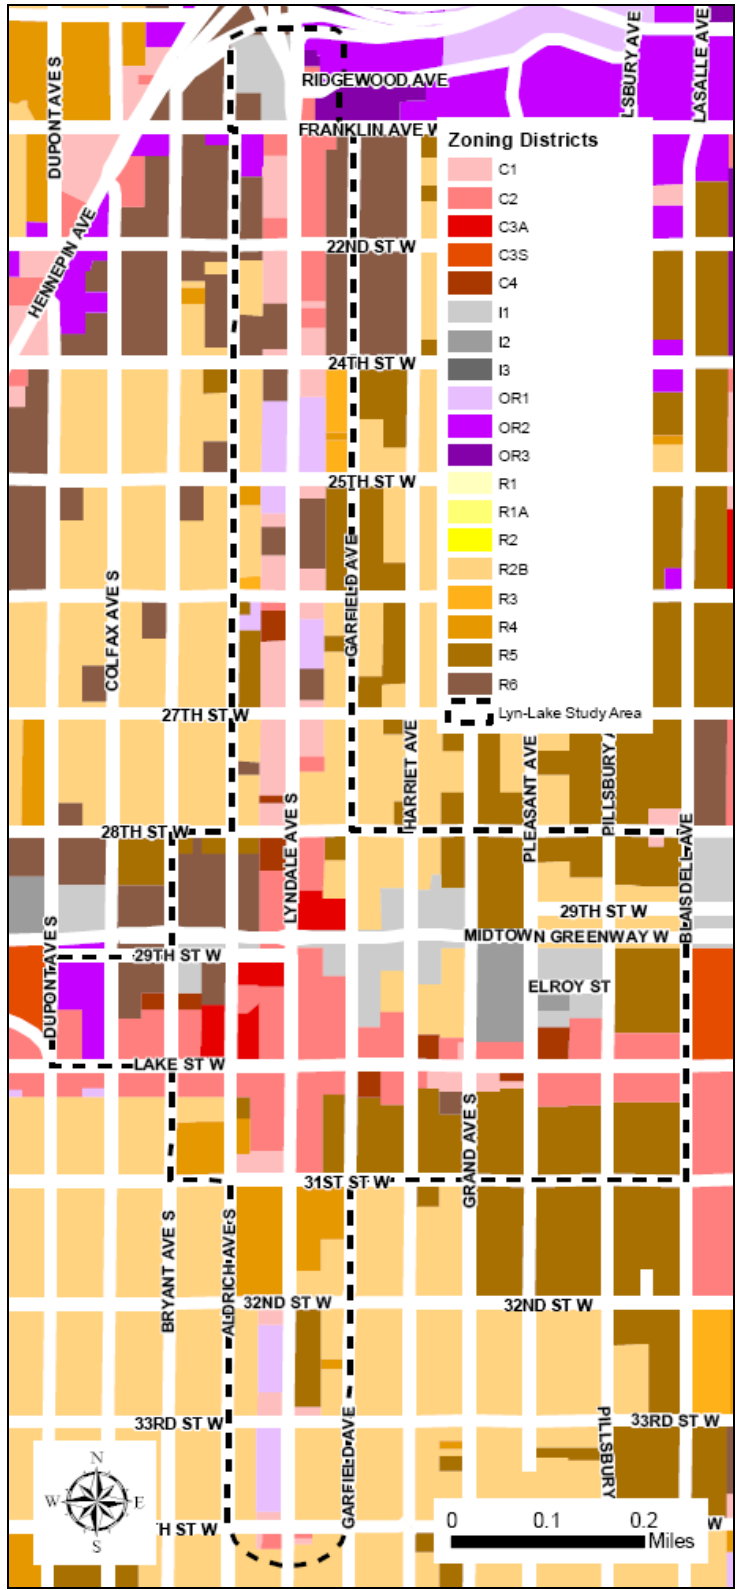 DUPONT AVE S
RIDGEWOOD AVE
LSBURY AVE
LASALLE AVE
FRANKLIN AVE W
HENNEPIN AVE
22ND ST W
24TH ST W
25TH ST W
COLFAX AVE S
GARFIELD AVE
27TH ST W
Zoning Districts
C1
C2
C3A
C3S
C4
I1
I2
I3
OR1
OR2
OR3
R1
R1A
R2
R2B
R3
R4
R5
R6
Lyn-Lake Study Area
HARRIET AVE
PLEASANT AVE
PILLSBURY
28TH ST W
LYNDALE AVE S
BLAISDELL AVE
29TH ST W
MIDTOWN GREENWAY W
DUPONT AVE S
29TH ST W
ELROY ST
LAKE ST W
GRAND AVE S
31ST ST W
BRYANT AVE S
ALDRICH AVE S
32ND ST W
32ND ST W
33RD ST W
GARFIELD AVE
PILLSBURY
33RD ST W
N
W E
S
TH ST W
W
0 0.1 0.2
Miles